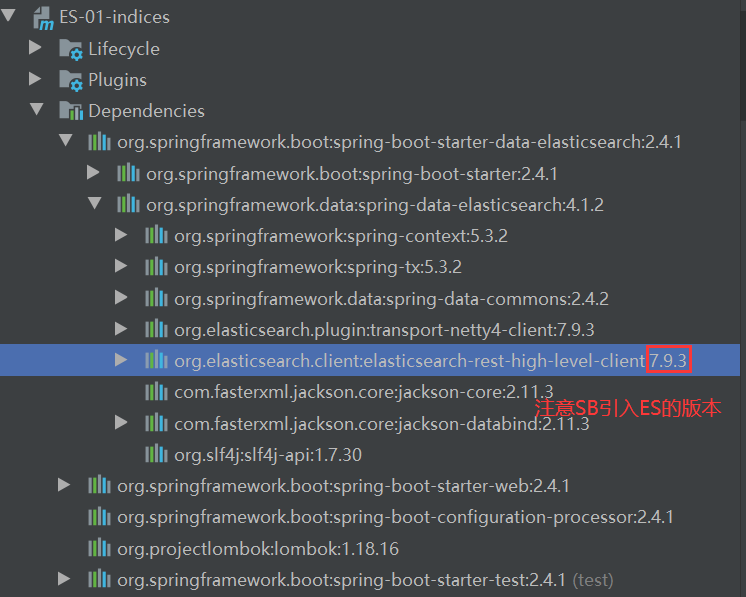 ES-01-indices
Lifecycle
Plugins
Dependencies
org.springframework.boot:spring-boot-starter-data-elasticsearch:2.4.1
org.springframework.boot:spring-boot-starter:2.4.1
org.springframework.data:spring-data-elasticsearch:4.1.2
org.springframework:spring-context:5.3.2
org.springframework:spring-tx:5.3.2
org.springframework.data:spring-data-commons:2.4.2
org.elasticsearch.plugin:transport-netty4-client:7.9.3
org.elasticsearch.client:elasticsearch-rest-high-level-client:7.9.3
com.fasterxml.jackson.core:jackson-core:2.11.3
注意SB引入ES的版本
com.fasterxml.jackson.core:jackson-databind:2.11.3
org.slf4j:slf4j-api:1.7.30
org.springframework.boot:spring-boot-starter-web:2.4.1
org.springframework.boot:spring-boot-configuration-processor:2.4.1
org.projectlombok:lombok:1.18.16
org.springframework.boot:spring-boot-starter-test:2.4.1 (test)